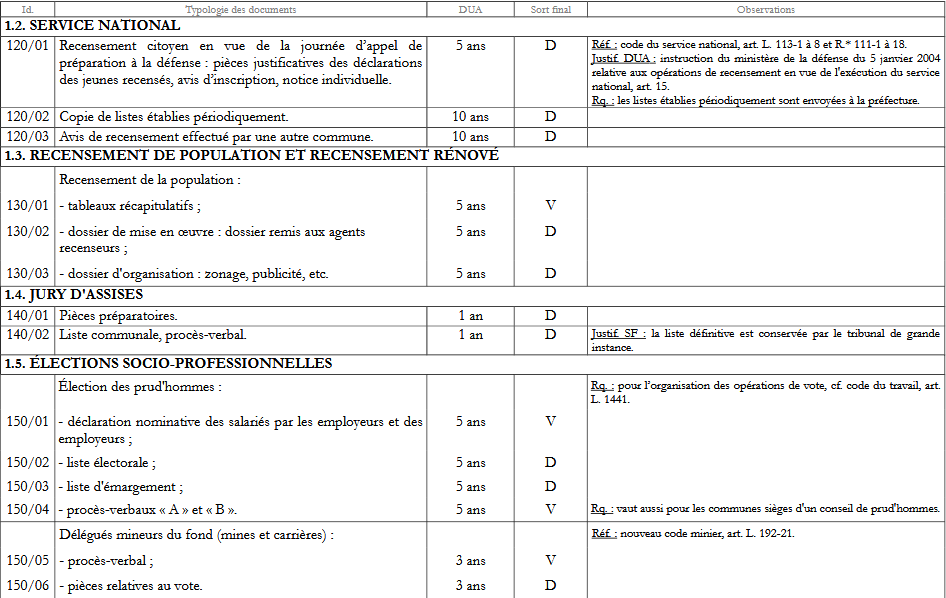 Id. Typologie des documents DUA Sort final Observations
1.2. SERVICE NATIONAL
120/01 Recensement citoyen en vue de la journée d’appel de 5 ans D Réf. : code du service national, art. L. 113-1 à 8 et R.* 111-1 à 18.
préparation à la défense : pièces justificatives des déclarations Justif. DUA : instruction du ministère de la défense du 5 janvier 2004
des jeunes recensés, avis d’inscription, notice individuelle. relative aux opérations de recensement en vue de l'exécution du service
national, art. 15.
Rq. : les listes établies périodiquement sont envoyées à la préfecture.
120/02 Copie de listes établies périodiquement. 10 ans D
120/03 Avis de recensement effectué par une autre commune. 10 ans D
1.3. RECENSEMENT DE POPULATION ET RECENSEMENT RÉNOVÉ
Recensement de la population :
130/01 - tableaux récapitulatifs ; 5 ans V
130/02 - dossier de mise en œuvre : dossier remis aux agents 5 ans D
recenseurs ;
130/03 - dossier d'organisation : zonage, publicité, etc. 5 ans D
1.4. JURY D'ASSISES
140/01 Pièces préparatoires. 1 an D
140/02 Liste communale, procès-verbal. 1 an D Justif. SF : la liste définitive est conservée par le tribunal de grande
instance.
1.5. ÉLECTIONS SOCIO-PROFESSIONNELLES
Élection des prud'hommes : Rq. : pour l’organisation des opérations de vote, cf. code du travail, art.
L. 1441.
150/01 - déclaration nominative des salariés par les employeurs et des 5 ans V
employeurs ;
150/02 - liste électorale ; 5 ans D
150/03 - liste d'émargement ; 5 ans D
150/04 - procès-verbaux « A » et « B ». 5 ans V Rq. : vaut aussi pour les communes sièges d'un conseil de prud'hommes.
Délégués mineurs du fond (mines et carrières) : Réf. : nouveau code minier, art. L. 192-21.
150/05 - procès-verbal ; 3 ans V
150/06 - pièces relatives au vote. 3 ans D